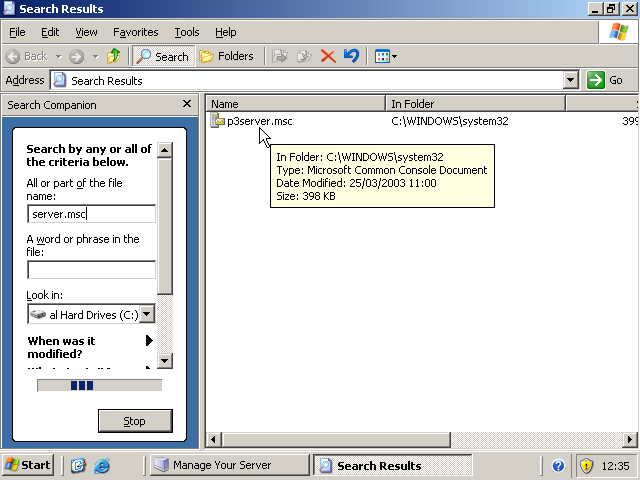 Search Results
File Edit View Favorites Tools Help
Back Search Folders
Address Search Results Go
Search Companion
Search by any or all of
the criteria below.
All or part of the file
name:
server.msc
A word or phrase in the
file:
Look in:
al Hard Drives (C:)
When was it
modified?
Stop
Name In Folder
p3server.msc C:\WINDOWS\system32 399
In Folder: C:\WINDOWS\system32
Type: Microsoft Common Console Document
Date Modified: 25/03/2003 11:00
Size: 398 KB
Start Manage Your Server Search Results 12:35